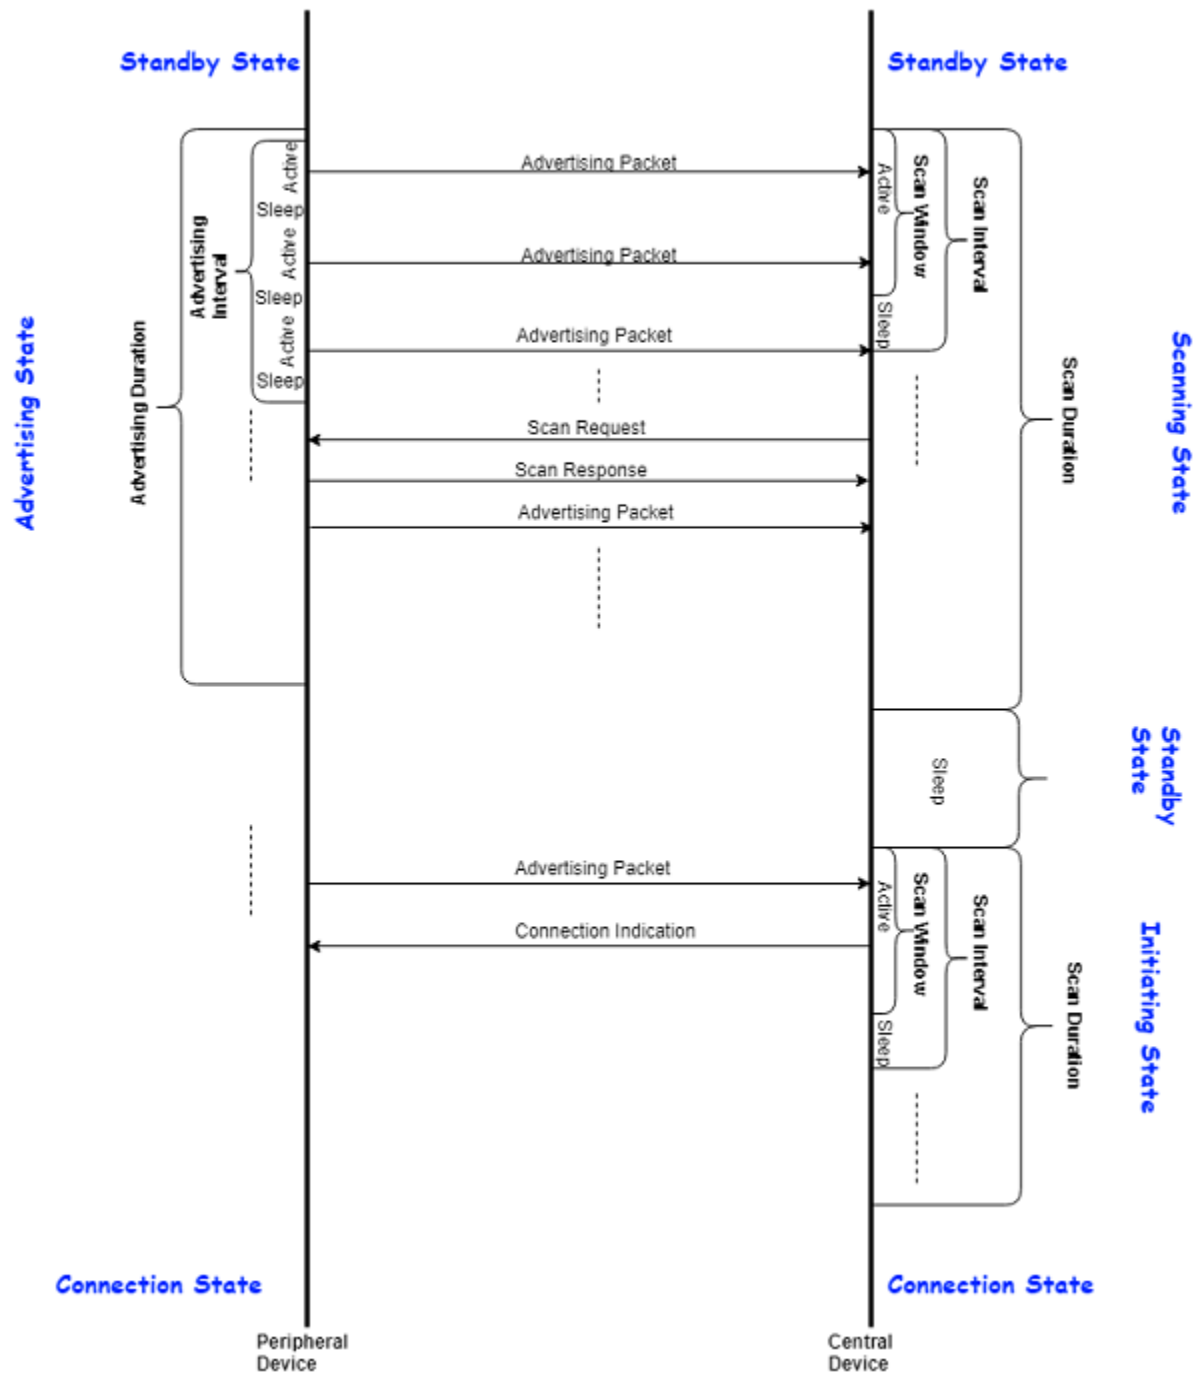 Standby State
Standby State
Active
Advertising Packet
Active
Scan Window
Scan Interval
Sleep
Advertising
Interval
Active
Advertising Packet
Sleep
Sleep
Active
Advertising Packet
Sleep
Advertising Duration
Advertising State
Scan Duration
Scanning State
Scan Request
Scan Response
Advertising Packet
Sleep
Standby
State
Advertising Packet
Active
Scan Window
Scan Interval
Connection Indication
Sleep
Scan Duration
Initiating State
Connection State
Connection State
Peripheral
Device
Central
Device